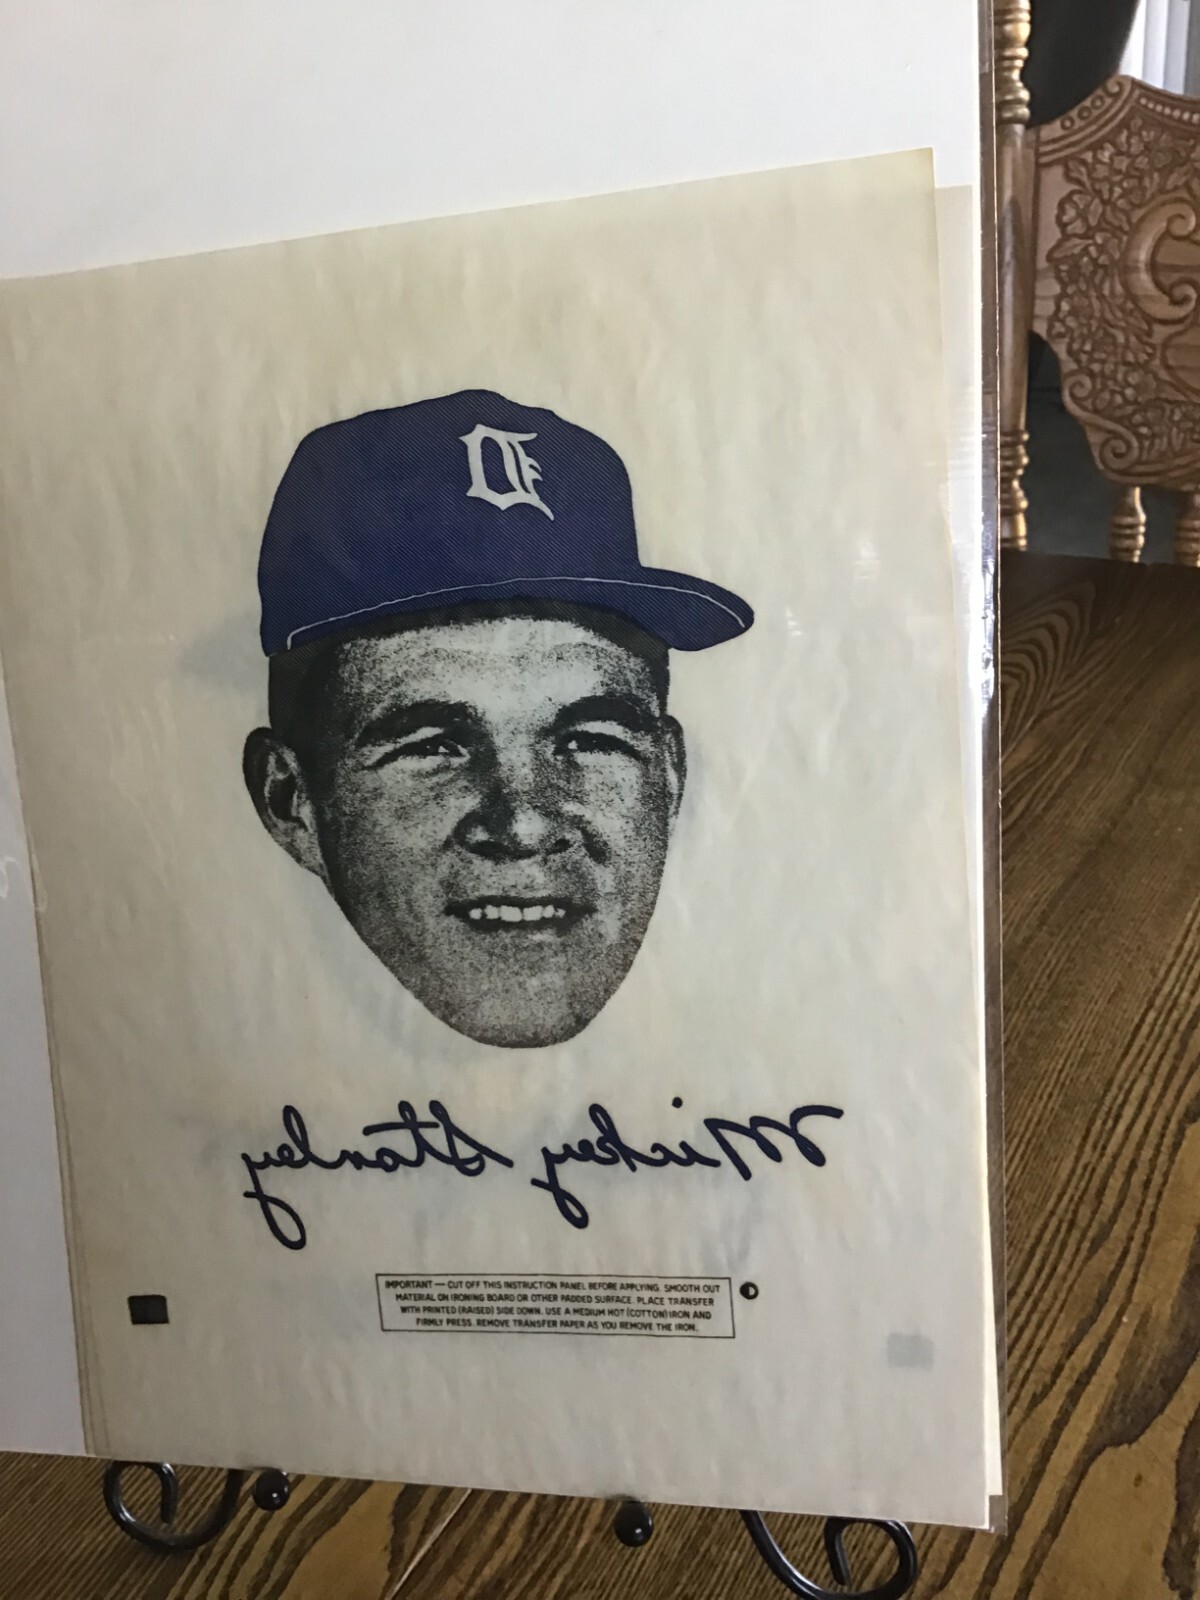 Mickey Stanley
IMPORTANT — CUT OFF THIS INSTRUCTION PANEL BEFORE APPLYING. SMOOTH OUT
MATERIAL ON IRONING BOARD OR OTHER PADDED SURFACE. PLACE TRANSFER
WITH PRINTED (RAISED) SIDE DOWN. USE A MEDIUM HOT (COTTON) IRON AND
FIRMLY PRESS. REMOVE TRANSFER PAPER AS YOU REMOVE THE IRON.